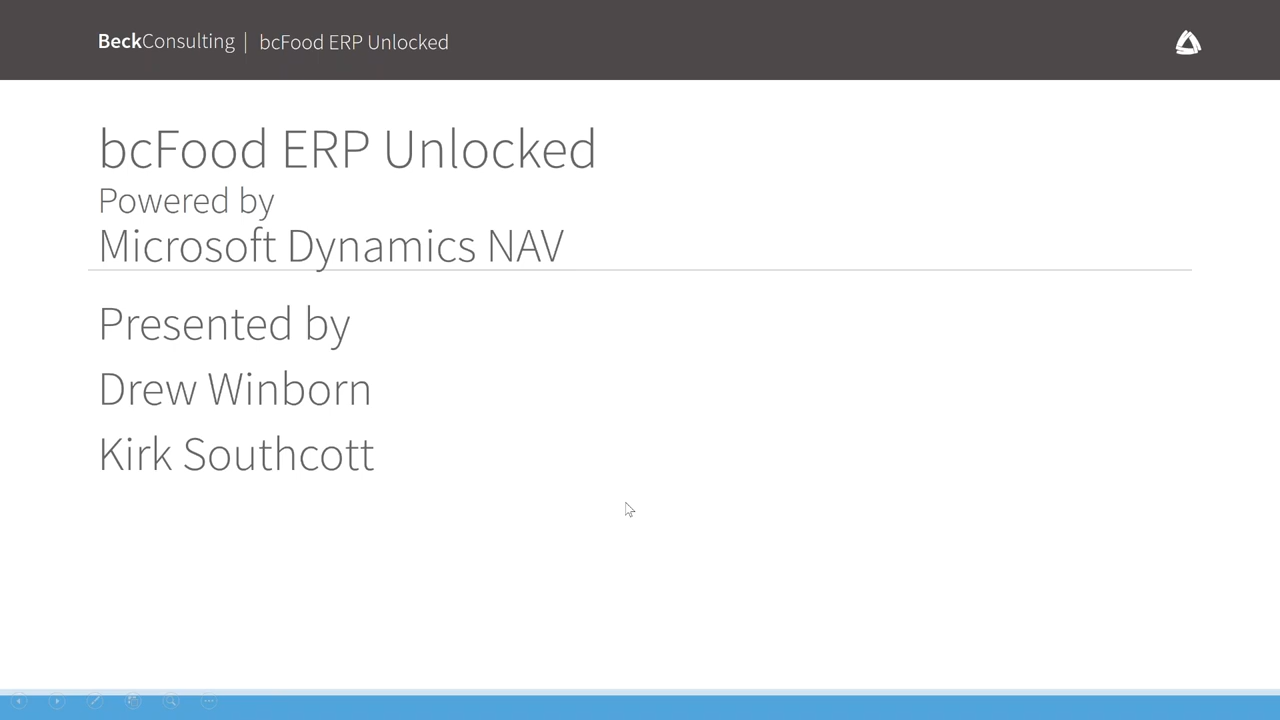 BeckConsulting | bcFood ERP Unlocked
bcFood ERP Unlocked
Powered by
Microsoft Dynamics NAV
Presented by
Drew Winborn
Kirk Southcott